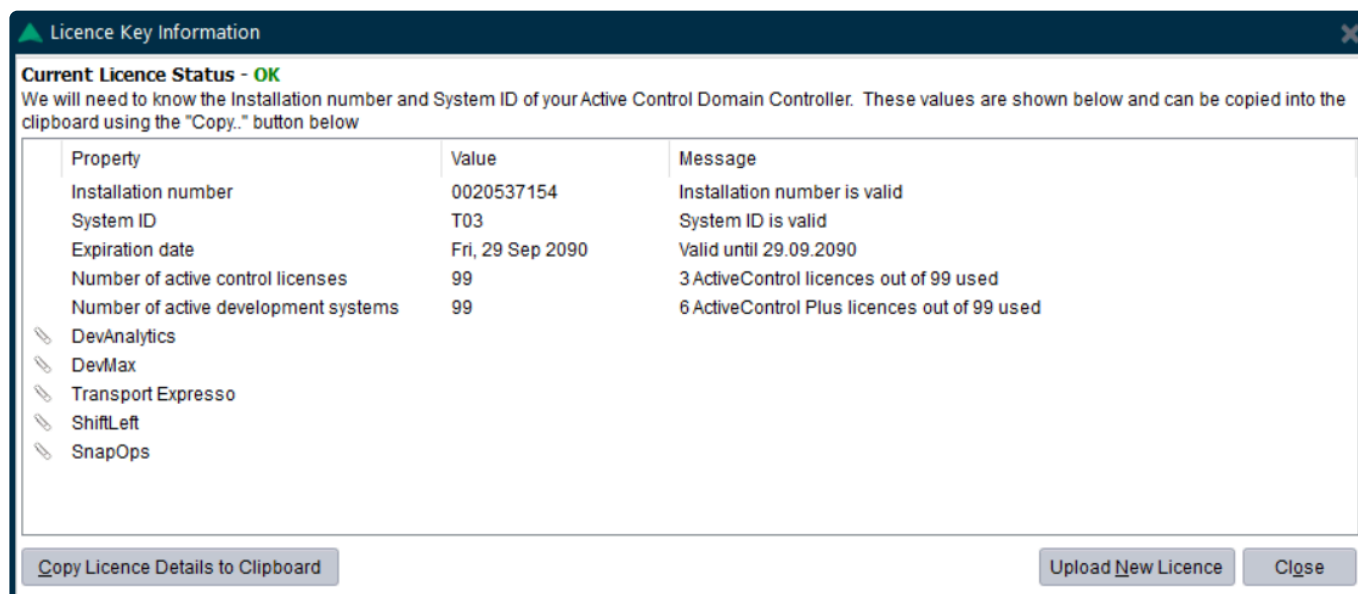 Licence Key Information
Current Licence Status - OK
We will need to know the Installation number and System ID of your Active Control Domain Controller. These values are shown below and can be copied into the
clipboard using the "Copy.." button below
Property Value Message
Installation number 0020537154 Installation number is valid
System ID T03 System ID is valid
Expiration date Fri, 29 Sep 2090 Valid until 29.09.2090
Number of active control licenses 99 3 ActiveControl licences out of 99 used
Number of active development systems 99 6 ActiveControl Plus licences out of 99 used
DevAnalytics
DevMax
Transport Expresso
ShiftLeft
SnapOps
Copy Licence Details to Clipboard Upload New Licence Close